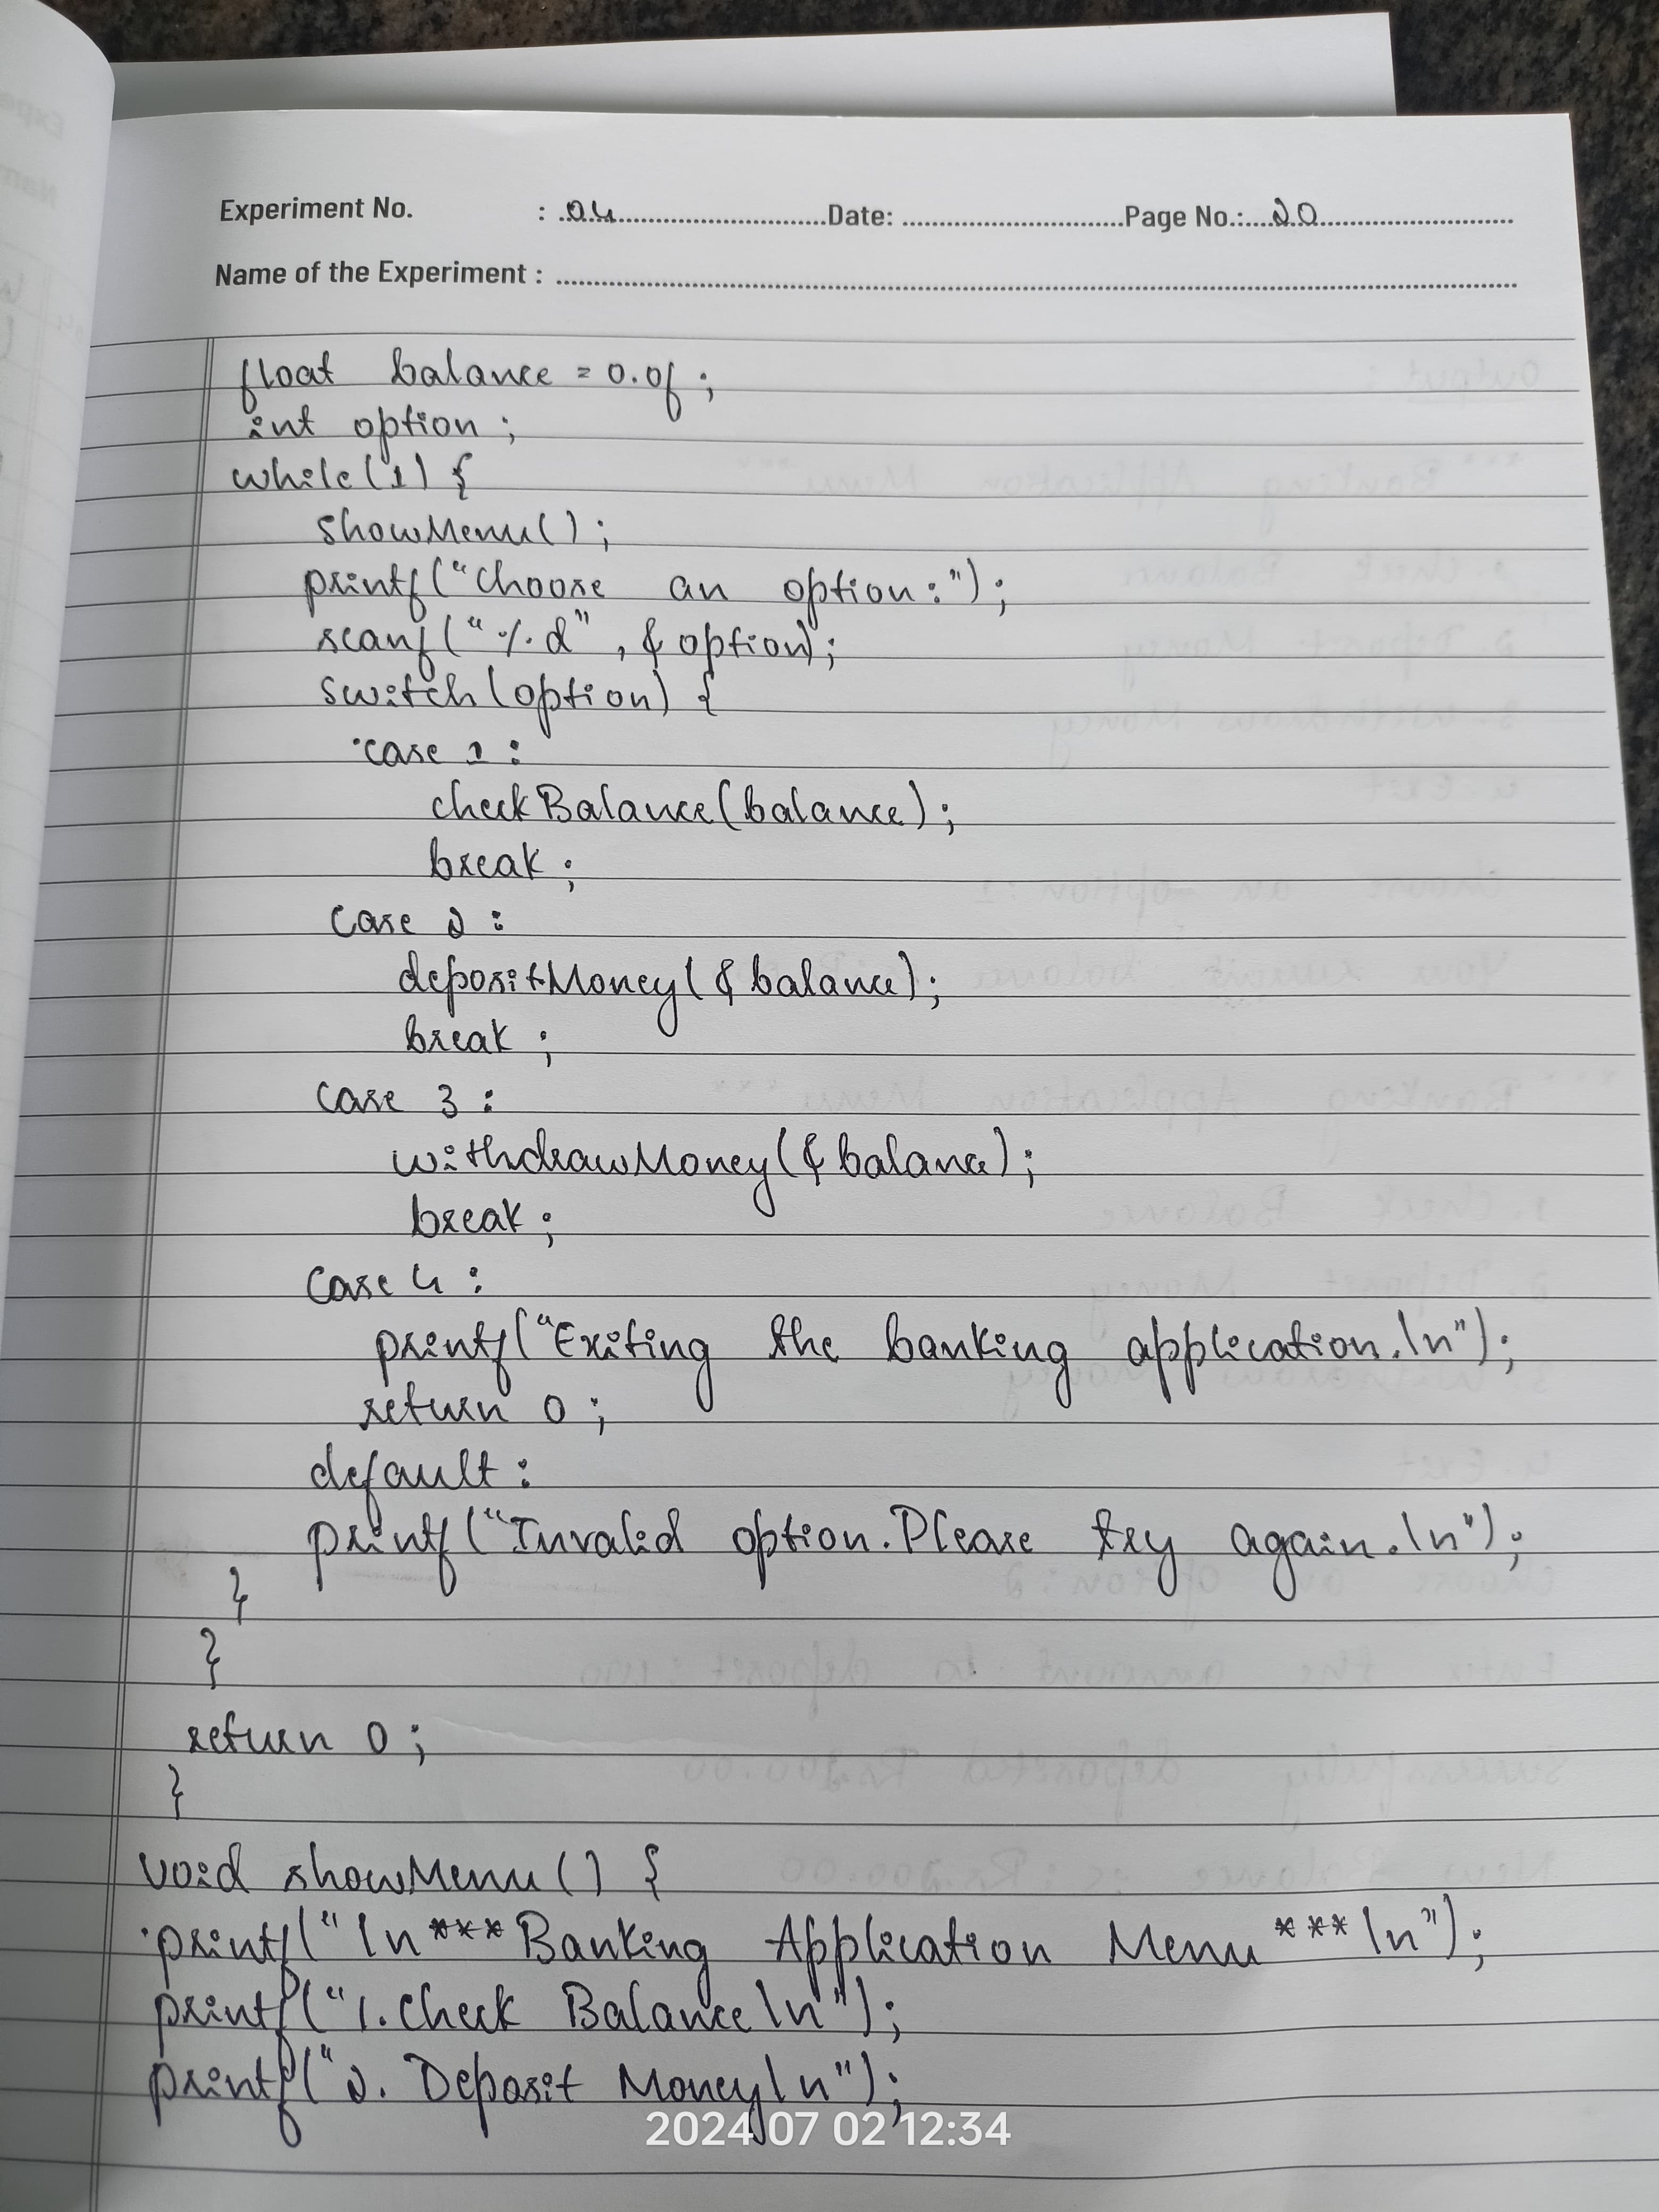 Experiment No. : 04 Date: Page No.: 20
Name of the Experiment :
float balance = 0.0f;
int option;
while(1) {
showMenu();
printf("Choose an option:");
scanf("%d", &option);
switch(option) {
case 1:
checkBalance(balance);
break;
case 2:
depositMoney(&balance);
break;
case 3:
withdrawMoney(&balance);
break;
case 4:
printf("Exiting the banking application.\n");
return 0;
default:
printf("Invalid option.Please try again.\n");
}
}
return 0;
}
void showMenu() {
printf("\n***Banking Application Menu***\n");
printf("1.Check Balance\n");
printf("2. Deposit Money\n");
2024 07 02 12:34